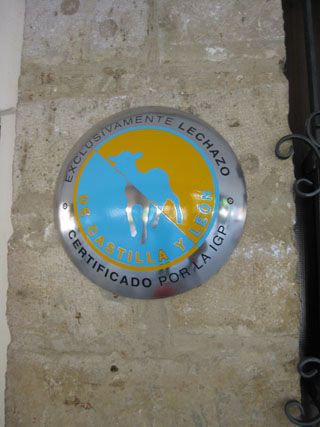 EXCLUSIVAMENTE LECHAZO
DE CASTILLA Y LEÓN
CERTIFICADO POR LA IGP